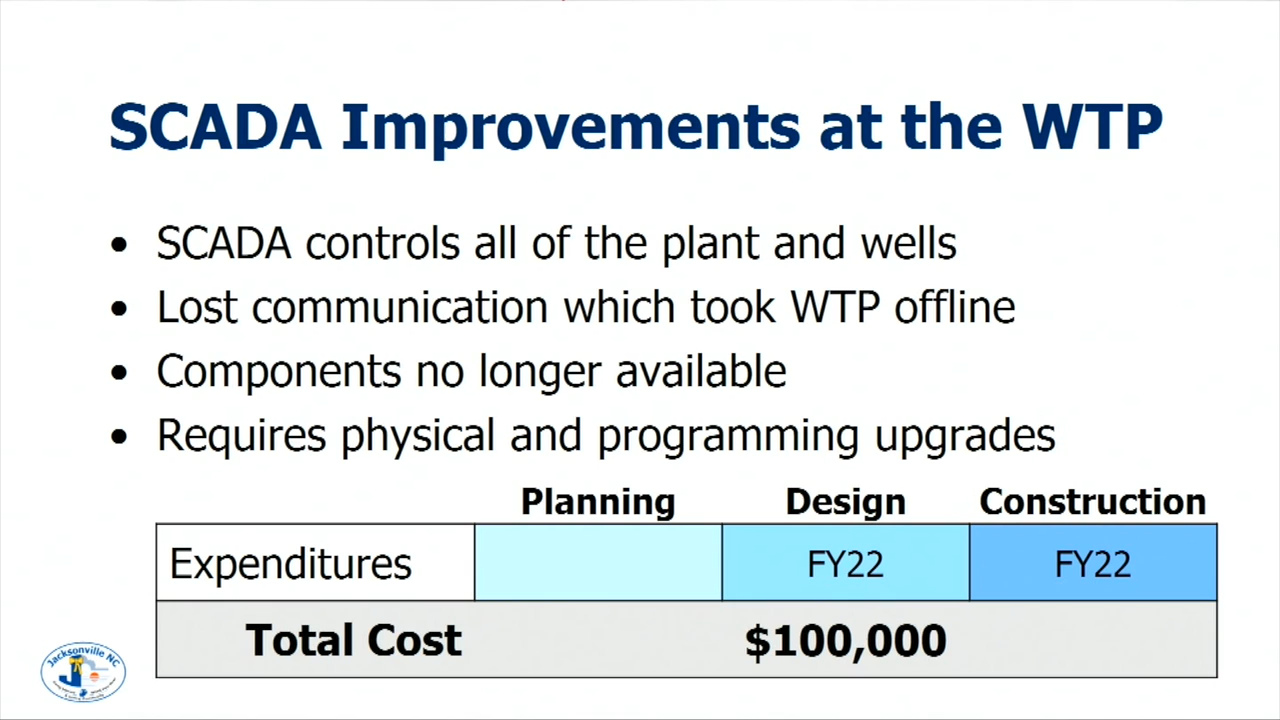 SCADA Improvements at the WTP
• SCADA controls all of the plant and wells
• Lost communication which took WTP offline
• Components no longer available
• Requires physical and programming upgrades
Planning Design Construction
Expenditures FY22 FY22
Total Cost $100,000
Jacksonville NC